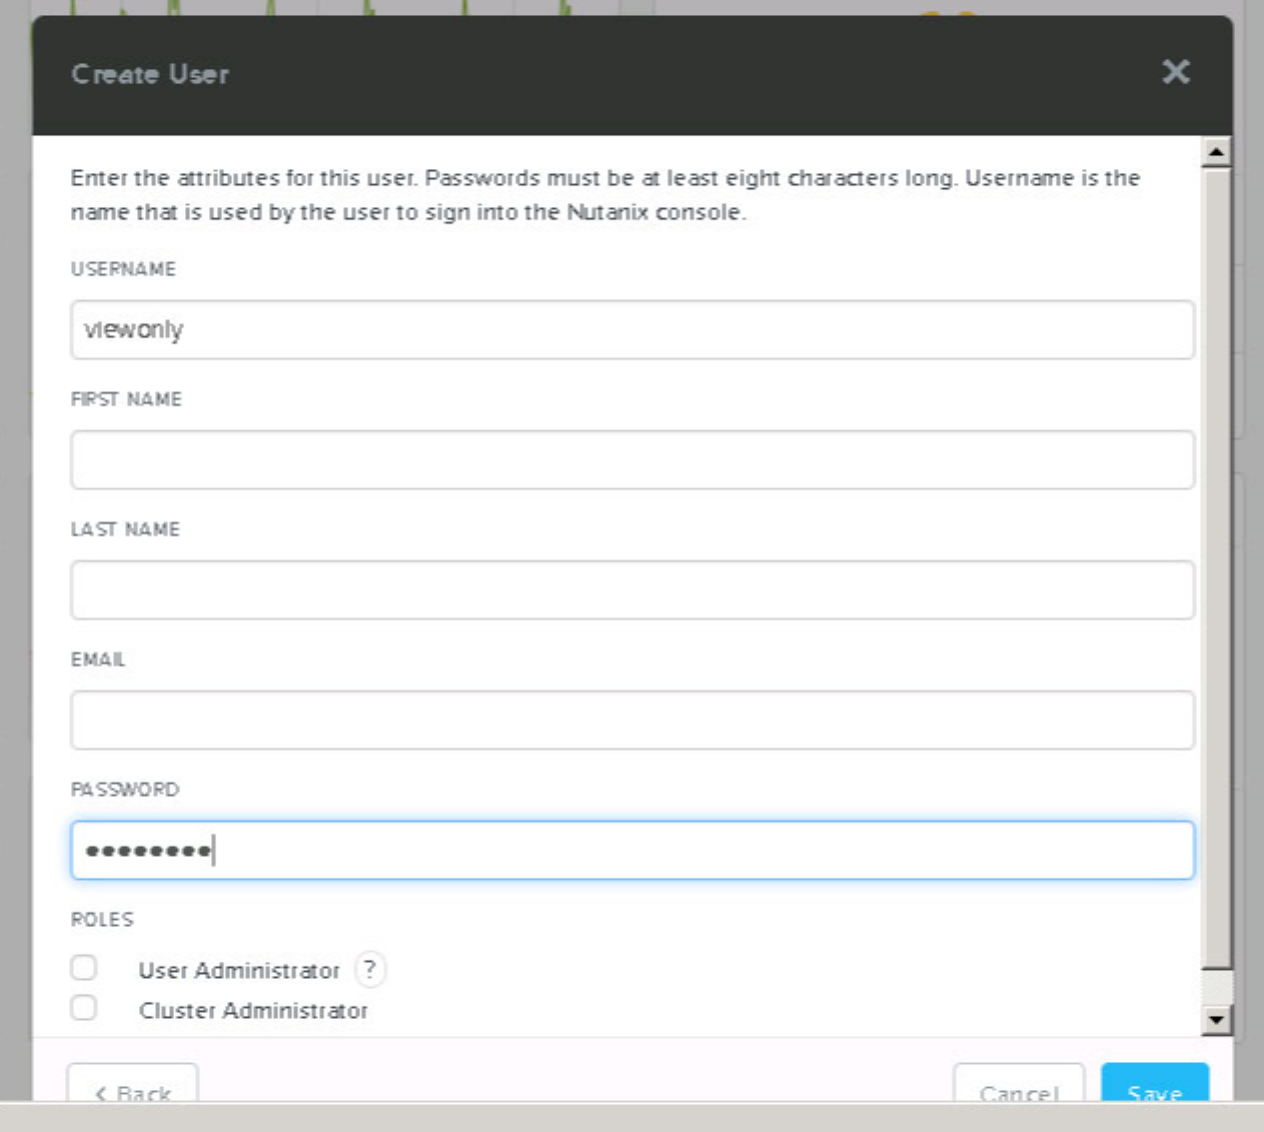 Create User
Enter the attributes for this user. Passwords must be at least eight characters long. Username is the
name that is used by the user to sign into the Nutanix console.
USERNAME
viewonly
FIRST NAME
LAST NAME
EMAIL
PASSWORD
••••••••
ROLES
User Administrator ?
Cluster Administrator
< Back Cancel Save